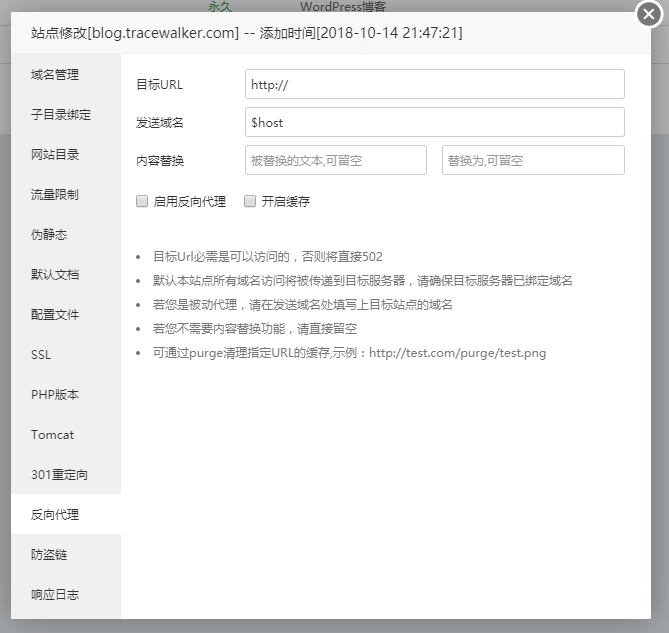 永久 WordPress博客
站点修改[blog.tracewalker.com] -- 添加时间[2018-10-14 21:47:21]
域名管理
子目录绑定
网站目录
流量限制
伪静态
默认文档
配置文件
SSL
PHP版本
Tomcat
301重定向
反向代理
防盗链
响应日志
目标URL http://
发送域名 $host
内容替换 被替换的文本,可留空 替换为,可留空
启用反向代理 开启缓存
目标Url必需是可以访问的，否则将直接502
默认本站点所有域名访问将被传递到目标服务器，请确保目标服务器已绑定域名
若您是被动代理，请在发送域名处填写上目标站点的域名
若您不需要内容替换功能，请直接留空
可通过purge清理指定URL的缓存,示例：http://test.com/purge/test.png